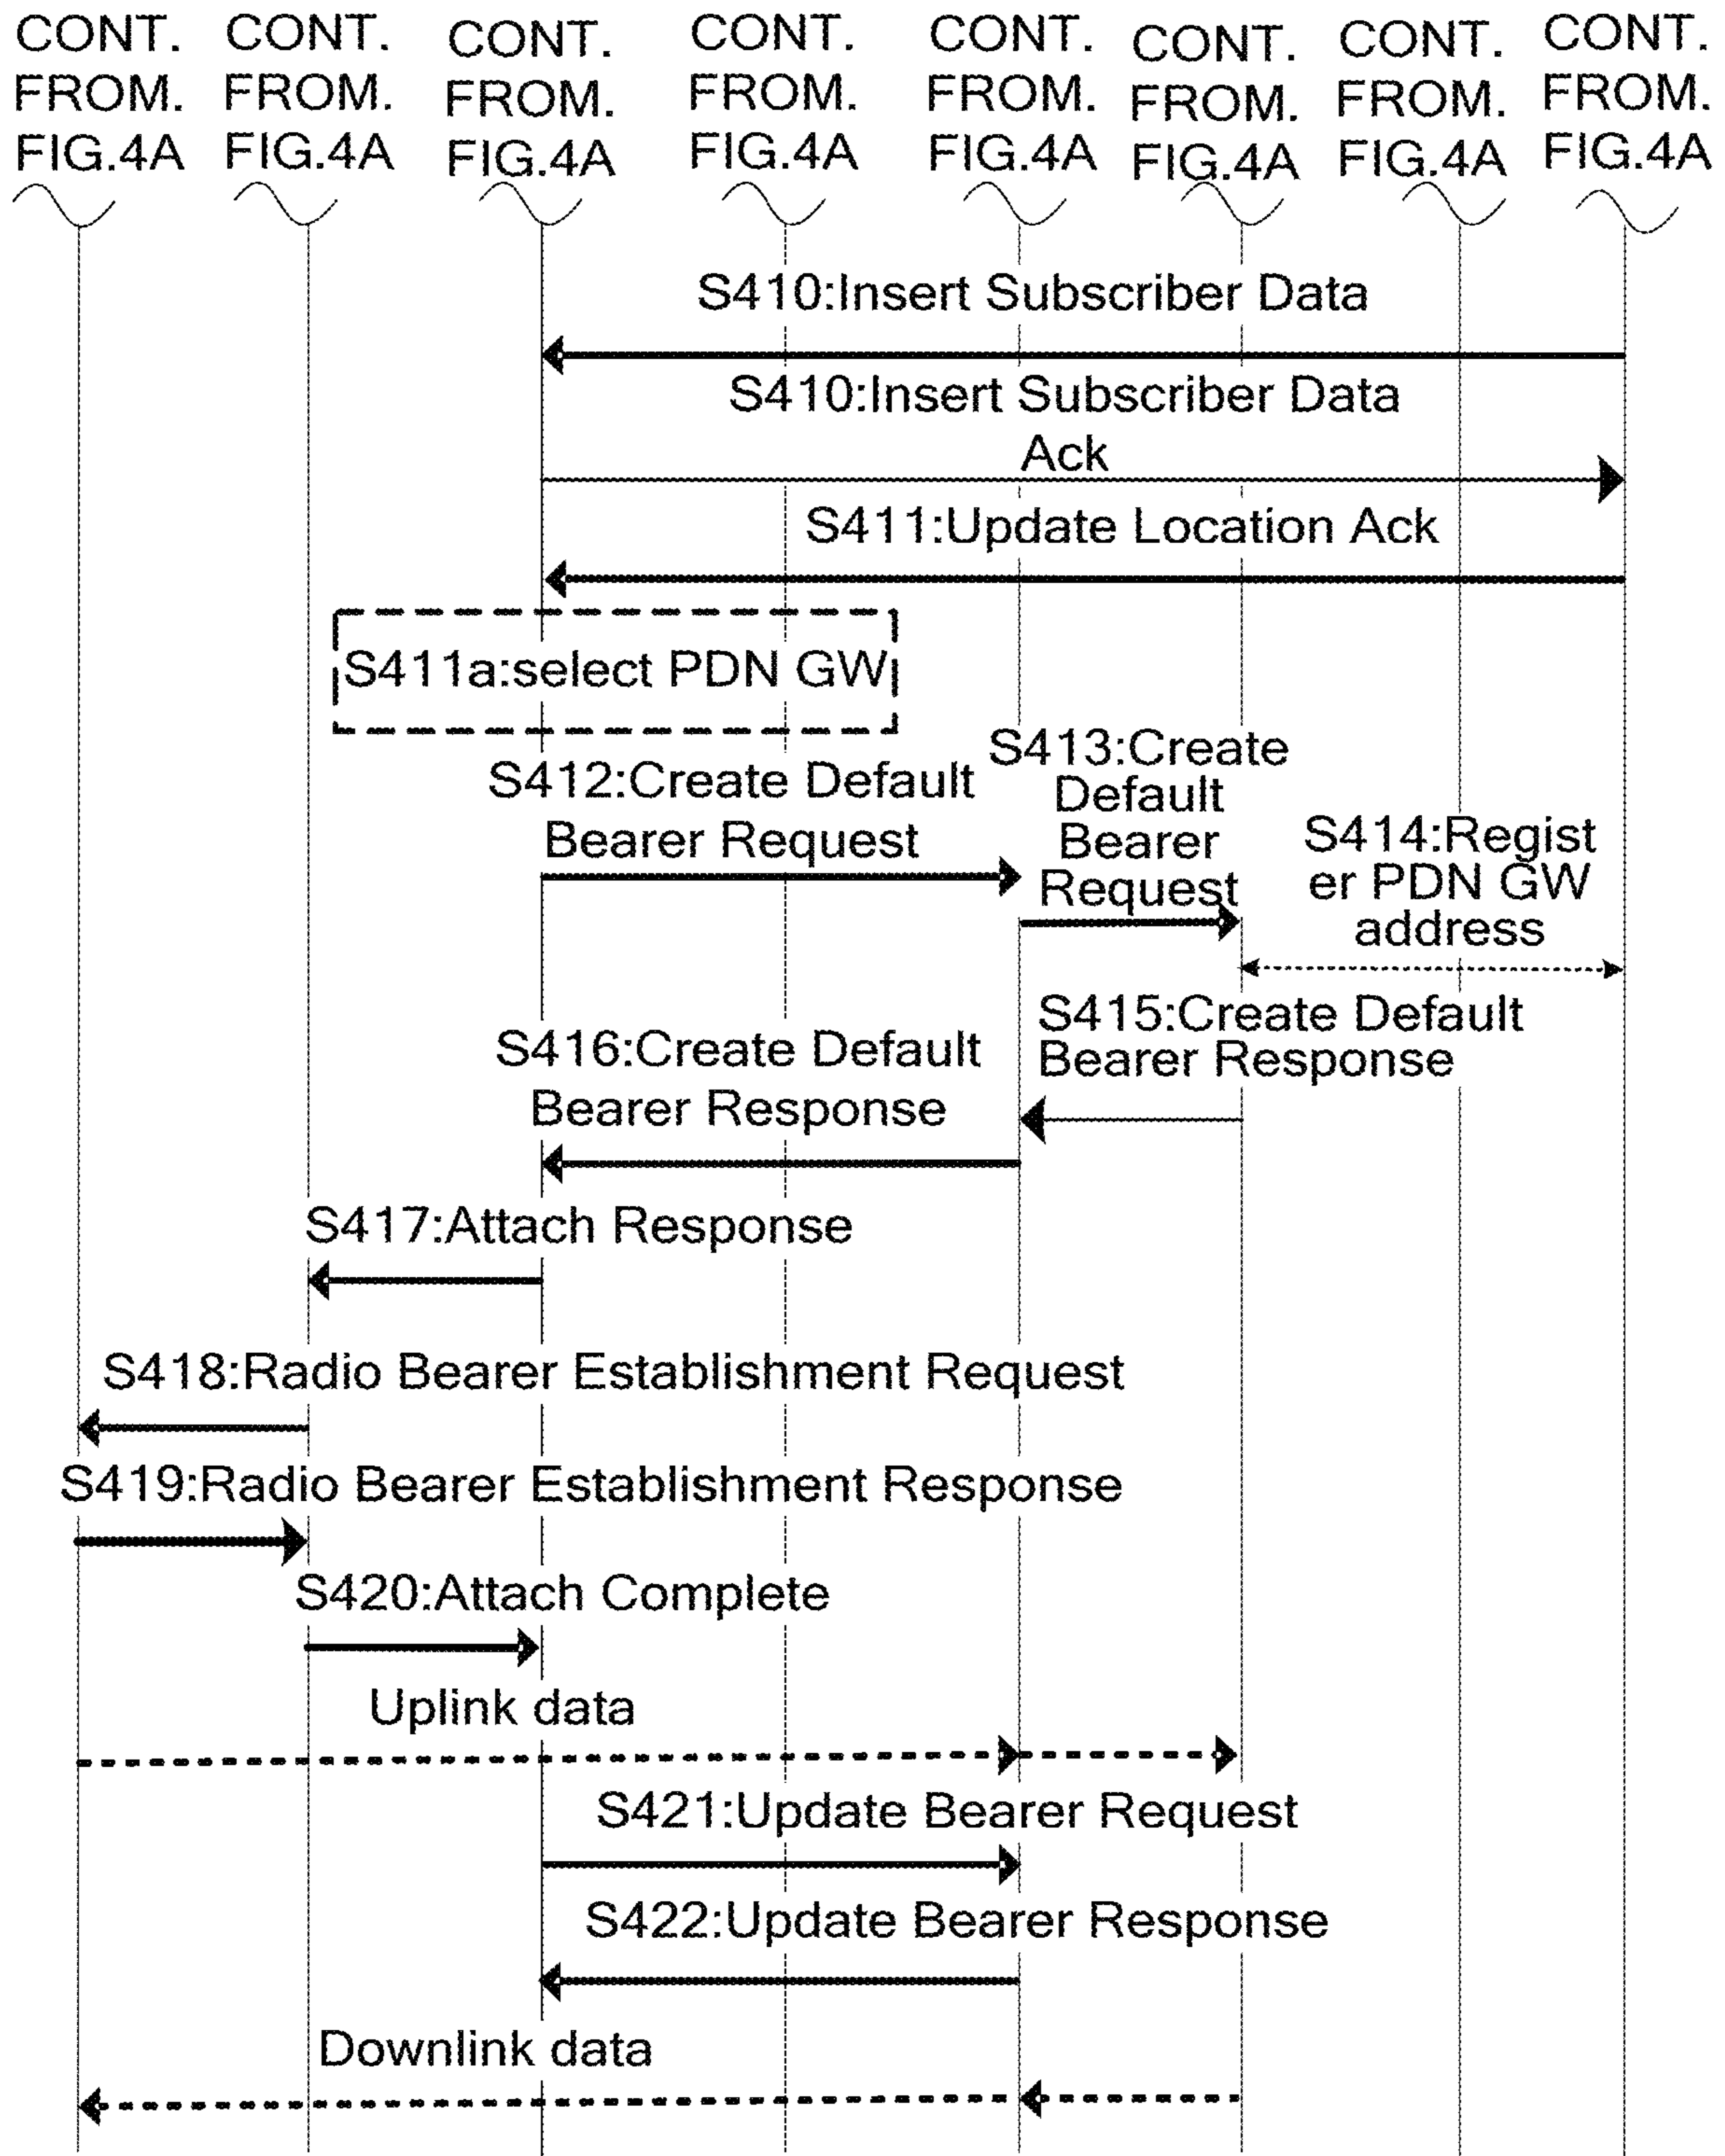 CONT. CONT. CONT. CONT. CONT. CONT. CONT. CONT.
FROM. FROM. FROM. FROM. FROM. FROM. FROM. FROM.
FIG.4A FIG.4A FIG.4A FIG.4A FIG.4A FIG.4A FIG.4A FIG.4A
S410:Insert Subscriber Data
S410:Insert Subscriber Data
Ack
S411:Update Location Ack
S411a:select PDN GW
S412:Create Default
Bearer Request
S413:Create
Default
Bearer
Request
S414:Regist
er PDN GW
address
S415:Create Default
Bearer Response
S416:Create Default
Bearer Response
S417:Attach Response
S418:Radio Bearer Establishment Request
S419:Radio Bearer Establishment Response
S420:Attach Complete
Uplink data
S421:Update Bearer Request
S422:Update Bearer Response
Downlink data